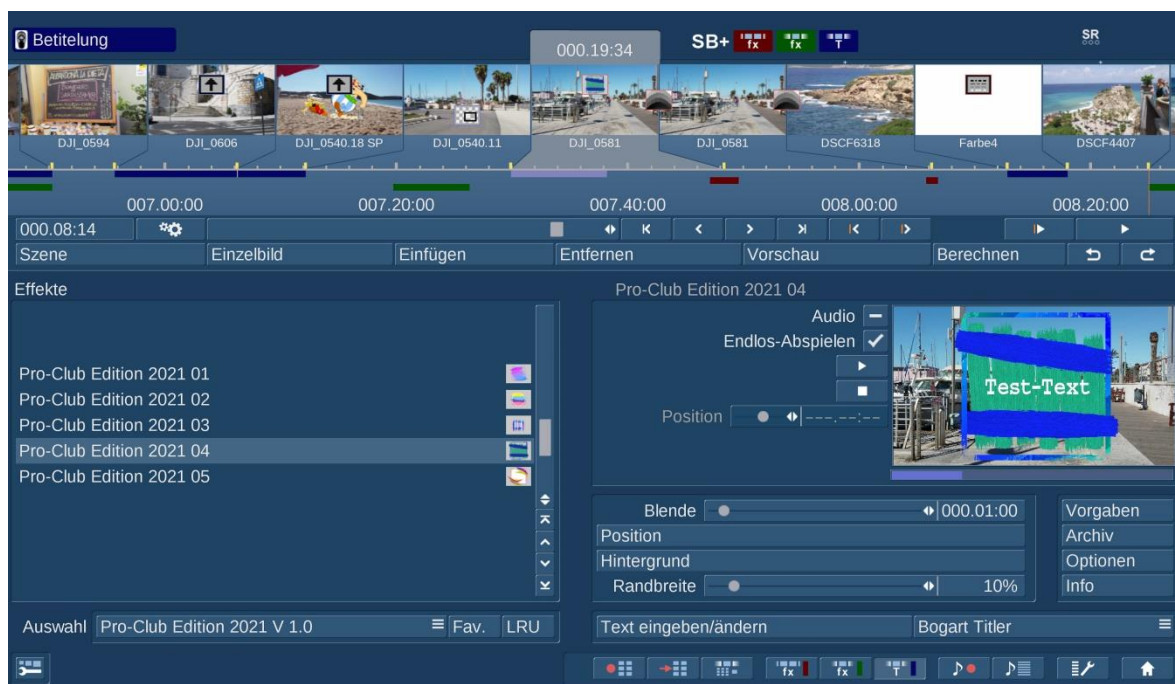 Betitelung
000.19:34
SB+ fx fx T
SR
DJI_0594
DJI_0606
DJI_0540.18 SP
DJI_0540.11
DJI_0581
DJI_0581
DSCF6318
Farbe4
DSCF4407
007.00:00
007.20:00
007.40:00
008.00:00
008.20:00
000.08:14
Szene
Einzelbild
Einfügen
Entfernen
Vorschau
Berechnen
Effekte
Pro-Club Edition 2021 01
Pro-Club Edition 2021 02
Pro-Club Edition 2021 03
Pro-Club Edition 2021 04
Pro-Club Edition 2021 05
Auswahl Pro-Club Edition 2021 V 1.0 Fav. LRU
Pro-Club Edition 2021 04
Audio
Endlos-Abspielen
Position ---.--:--
Test-Text
Blende 000.01:00
Position
Hintergrund
Randbreite 10%
Vorgaben
Archiv
Optionen
Info
Text eingeben/ändern
Bogart Titler
fx fx T